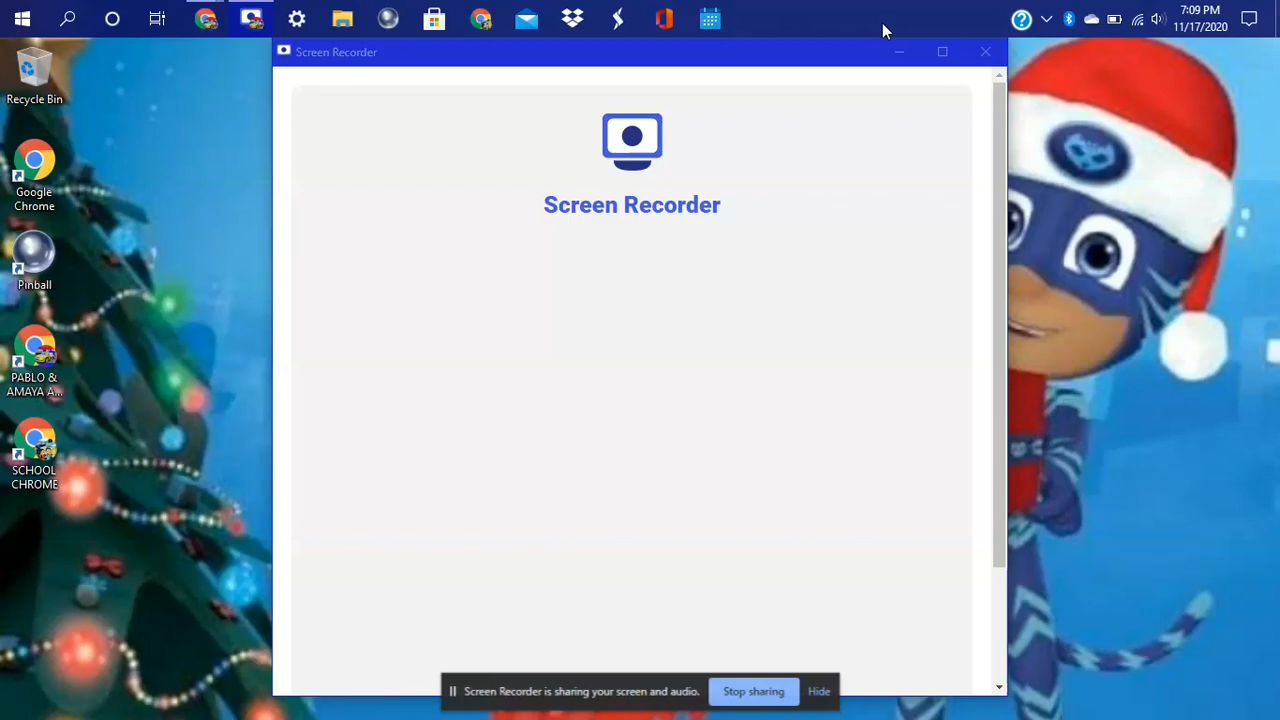 7:09 PM
11/17/2020
Screen Recorder
Recycle Bin
Screen Recorder
Google
Chrome
Pinball
PABLO &
AMAYA A...
SCHOOL
CHROME
Screen Recorder is sharing your screen and audio.
Stop sharing
Hide